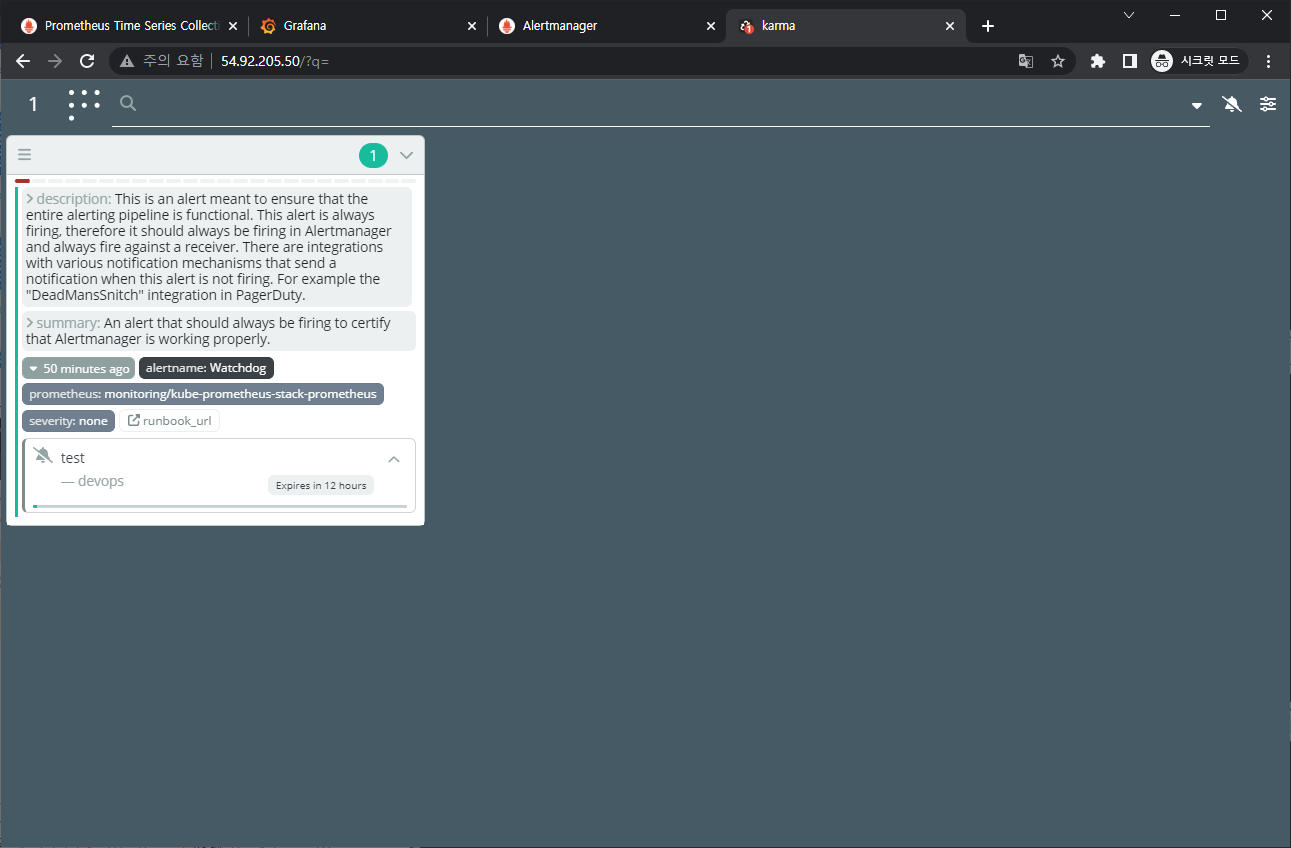 Prometheus Time Series Collecti
Grafana
Alertmanager
1
karma
주의 요함
54.92.205.50/?q=
시크릿 모드
1
1
description: This is an alert meant to ensure that the
entire alerting pipeline is functional. This alert is always
firing, therefore it should always be firing in Alertmanager
and always fire against a receiver. There are integrations
with various notification mechanisms that send a
notification when this alert is not firing. For example the
"DeadMansSnitch" integration in PagerDuty.
summary: An alert that should always be firing to certify
that Alertmanager is working properly.
50 minutes ago alertname: Watchdog
prometheus: monitoring/kube-prometheus-stack-prometheus
severity: none runbook_url
test
— devops
Expires in 12 hours